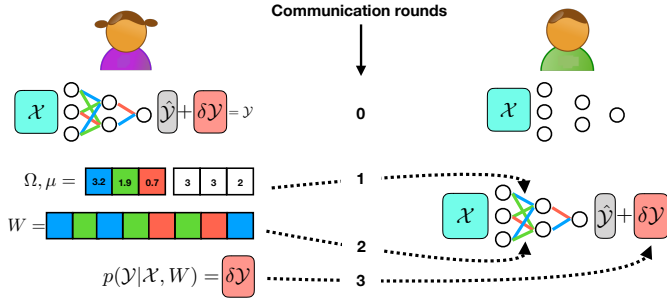 Communication rounds
𝒳 Ŷ + δ𝒴 = 𝒴
0
𝒳
Ω, μ = 3.2 1.9 0.7 3 3 2
1
W =
2
𝒳 Ŷ + δ𝒴
p(𝒴|𝒳, W) = δ𝒴
3